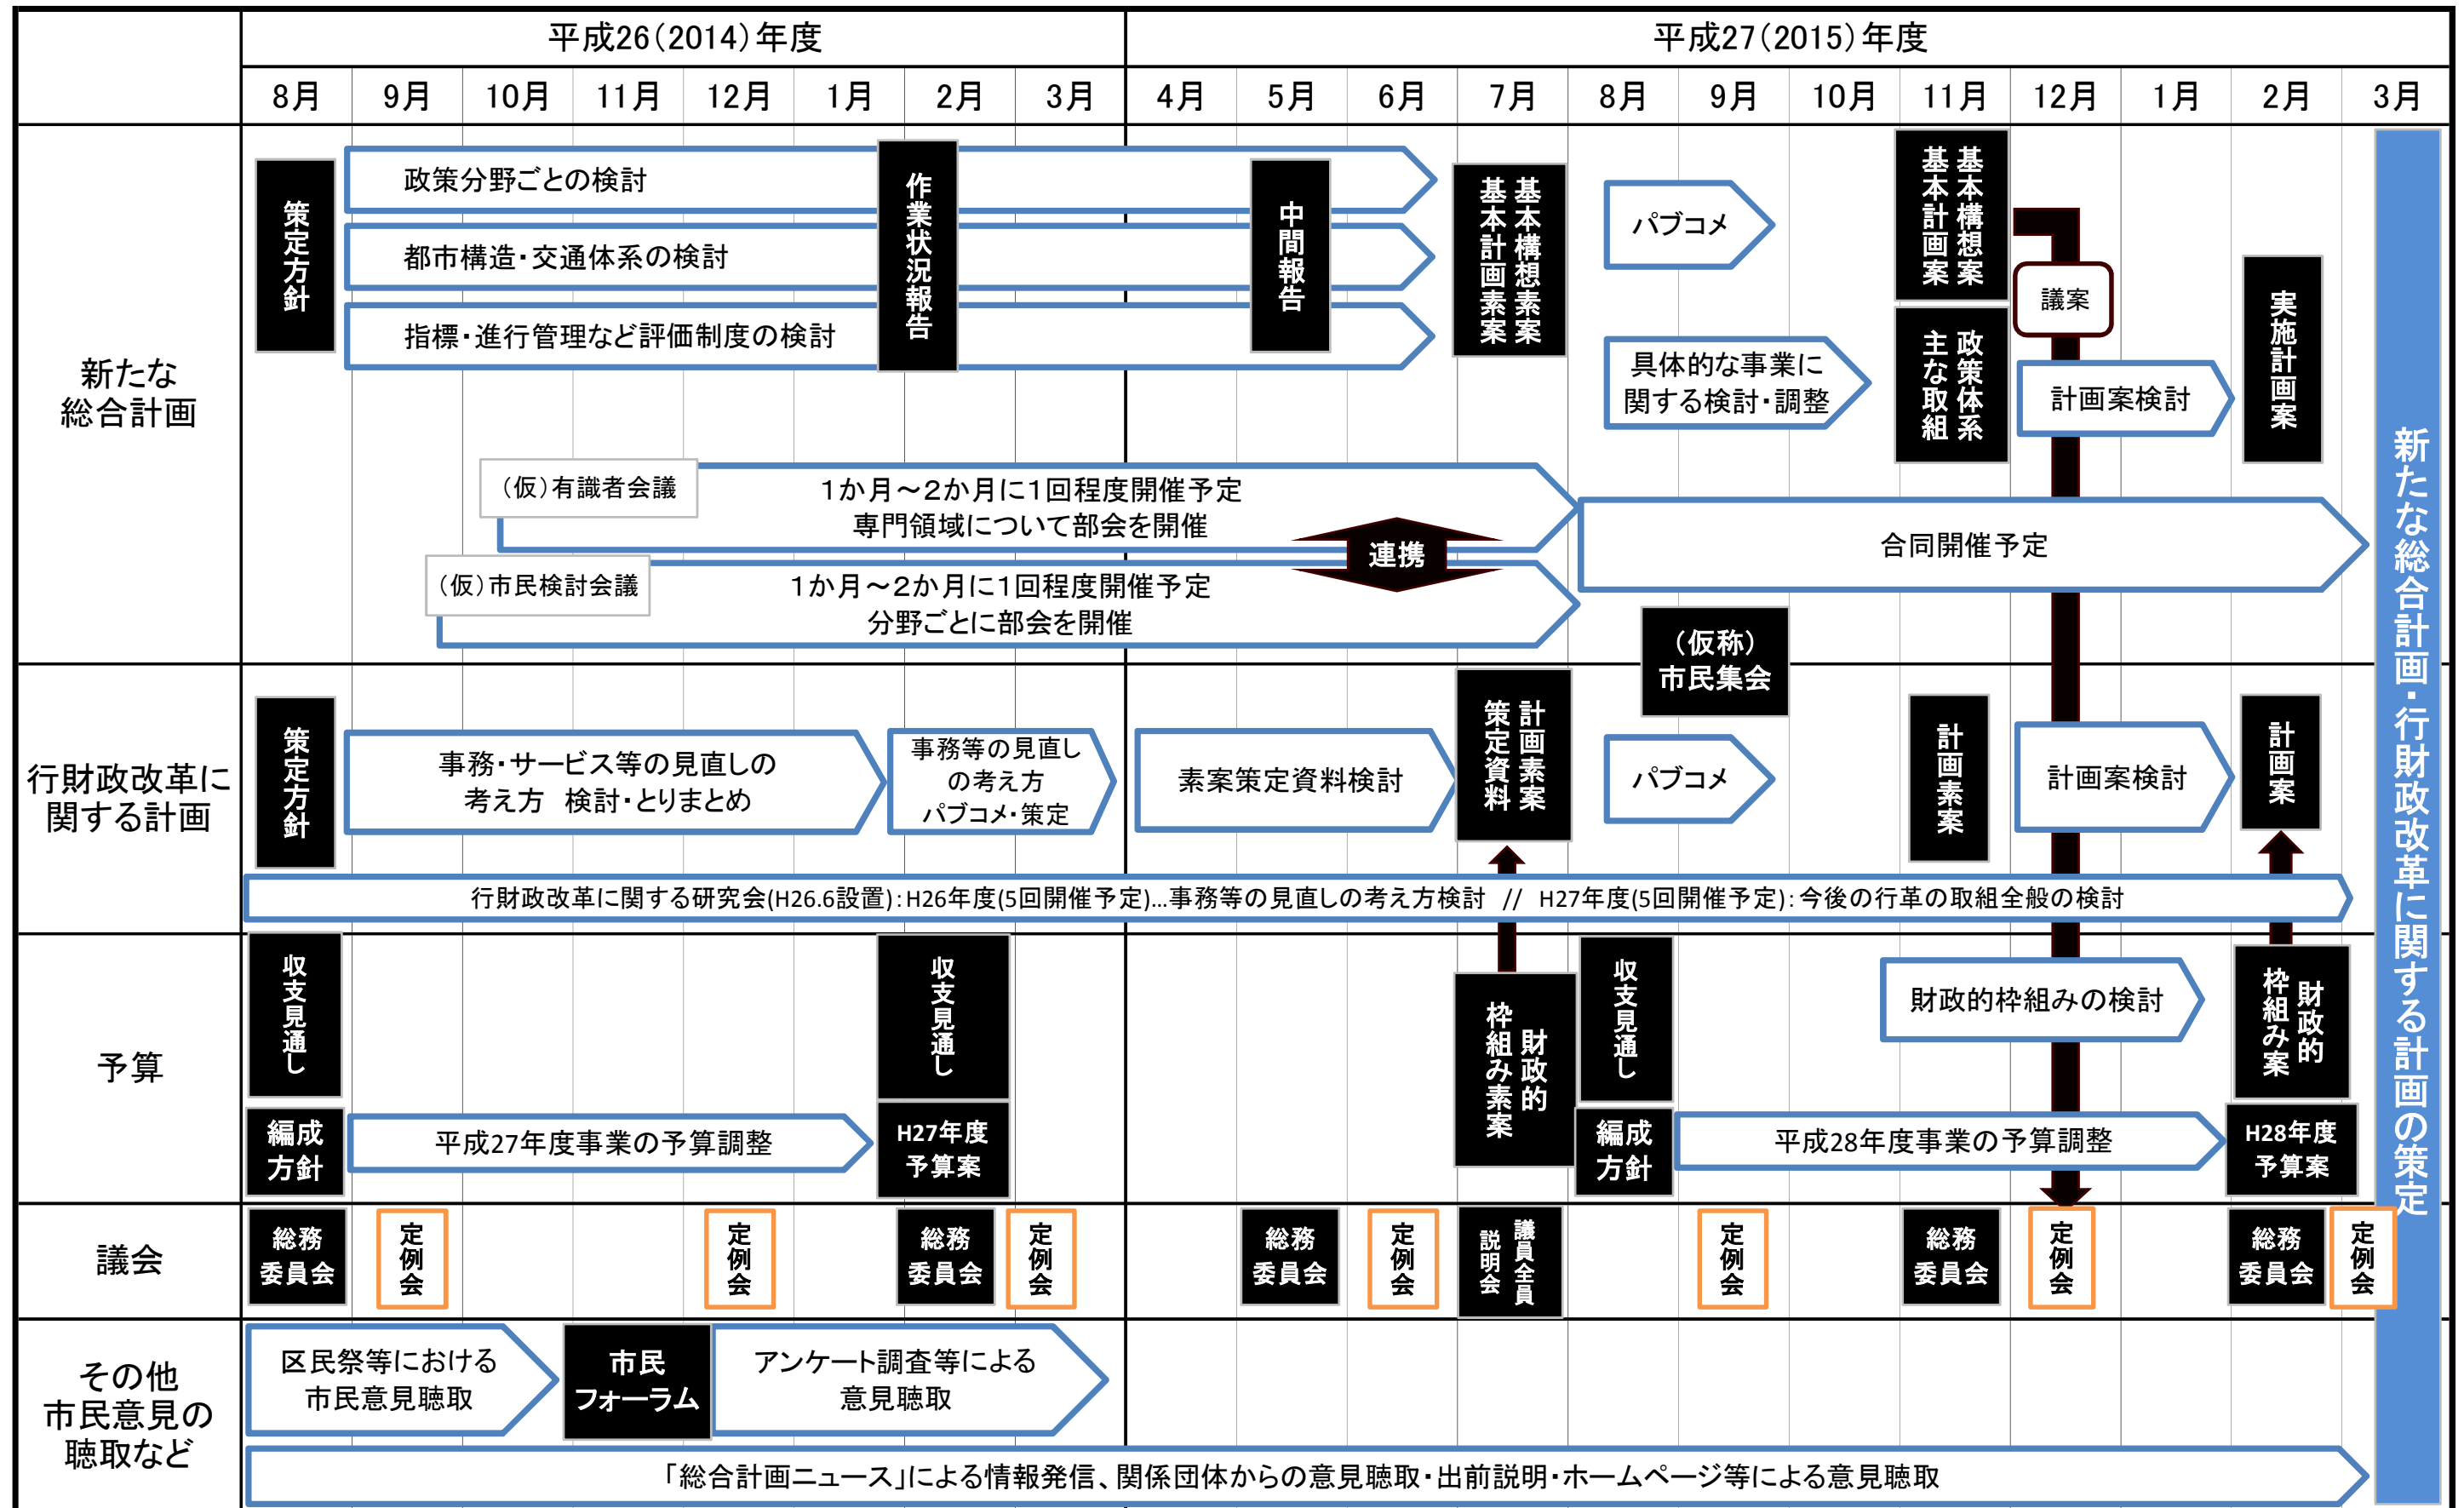 平成26(2014)年度
平成27(2015)年度
8月
9月
10月
11月
12月
1月
2月
3月
4月
5月
6月
7月
8月
9月
10月
11月
12月
1月
2月
3月
新たな
総合計画
策定方針
政策分野ごとの検討
都市構造・交通体系の検討
指標・進行管理など評価制度の検討
作業状況報告
中間報告
基本構想素案
基本計画素案
パブコメ
具体的な事業に
関する検討・調整
基本構想案
基本計画案
政策体系
主な取組
議案
計画案検討
実施計画案
(仮)有識者会議
1か月～2か月に1回程度開催予定
専門領域について部会を開催
連携
(仮)市民検討会議
1か月～2か月に1回程度開催予定
分野ごとに部会を開催
合同開催予定
(仮称)
市民集会
行財政改革に
関する計画
策定方針
事務・サービス等の見直しの
考え方　検討・とりまとめ
事務等の見直し
の考え方
パブコメ・策定
素案策定資料検討
計画素案
策定資料
パブコメ
計画素案
計画案検討
計画案
行財政改革に関する研究会(H26.6設置)：H26年度(5回開催予定)…事務等の見直しの考え方検討 // H27年度(5回開催予定)：今後の行革の取組全般の検討
予算
収支見通し
編成
方針
平成27年度事業の予算調整
収支見通し
H27年度
予算案
財政的
枠組み素案
収支見通し
編成
方針
財政的枠組みの検討
平成28年度事業の予算調整
財政的
枠組み案
H28年度
予算案
議会
総務
委員会
定例会
定例会
総務
委員会
定例会
総務
委員会
定例会
議員全員
説明会
定例会
総務
委員会
定例会
総務
委員会
定例会
その他
市民意見の
聴取など
区民祭等における
市民意見聴取
市民
フォーラム
アンケート調査等による
意見聴取
「総合計画ニュース」による情報発信、関係団体からの意見聴取・出前説明・ホームページ等による意見聴取
新たな総合計画・行財政改革に関する計画の策定